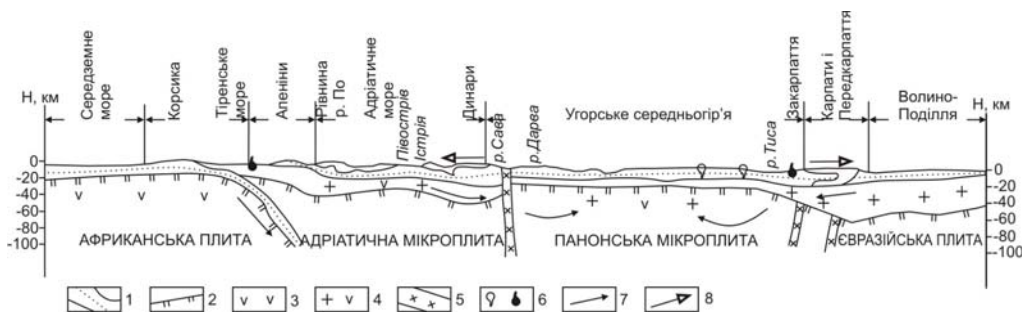 Н, км
Середземне
море
Корсика
Тіренське
море
Апеніни
Рівнина
р. По
Адріатичне
море
Півострів
Істрія
Динари
р.Сава
р.Дарва
Угорське середньогір'я
р.Тиса
Закарпаття
Карпати і
Передкарпаття
Волино-
Поділля
Н, км
0
-20
-40
-60
-80
-100
0
-20
-40
-60
-80
-100
АФРИКАНСЬКА ПЛИТА
АДРІАТИЧНА МІКРОПЛИТА
ПАНОНСЬКА МІКРОПЛИТА
ЄВРАЗІЙСЬКА ПЛИТА
1
2
3
4
5
6
7
8